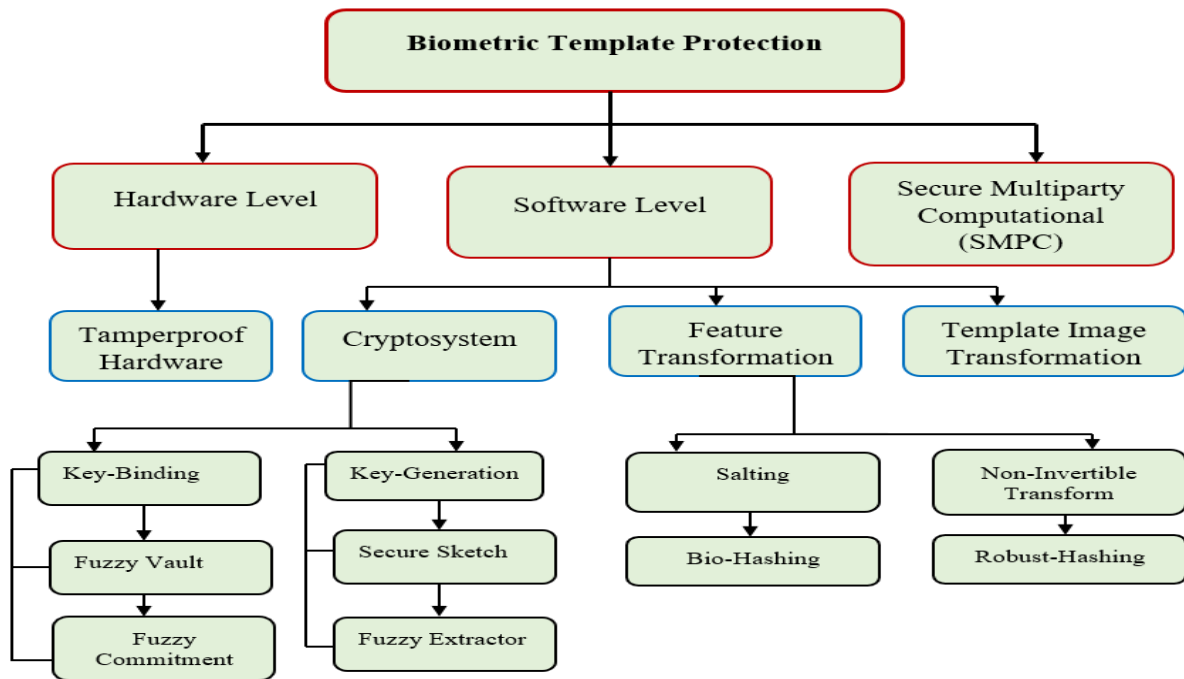 Biometric Template Protection
Hardware Level
Software Level
Secure Multiparty
Computational
(SMPC)
Tamperproof
Hardware
Cryptosystem
Feature
Transformation
Template Image
Transformation
Key-Binding
Key-Generation
Salting
Non-Invertible
Transform
Fuzzy Vault
Secure Sketch
Bio-Hashing
Robust-Hashing
Fuzzy
Commitment
Fuzzy Extractor